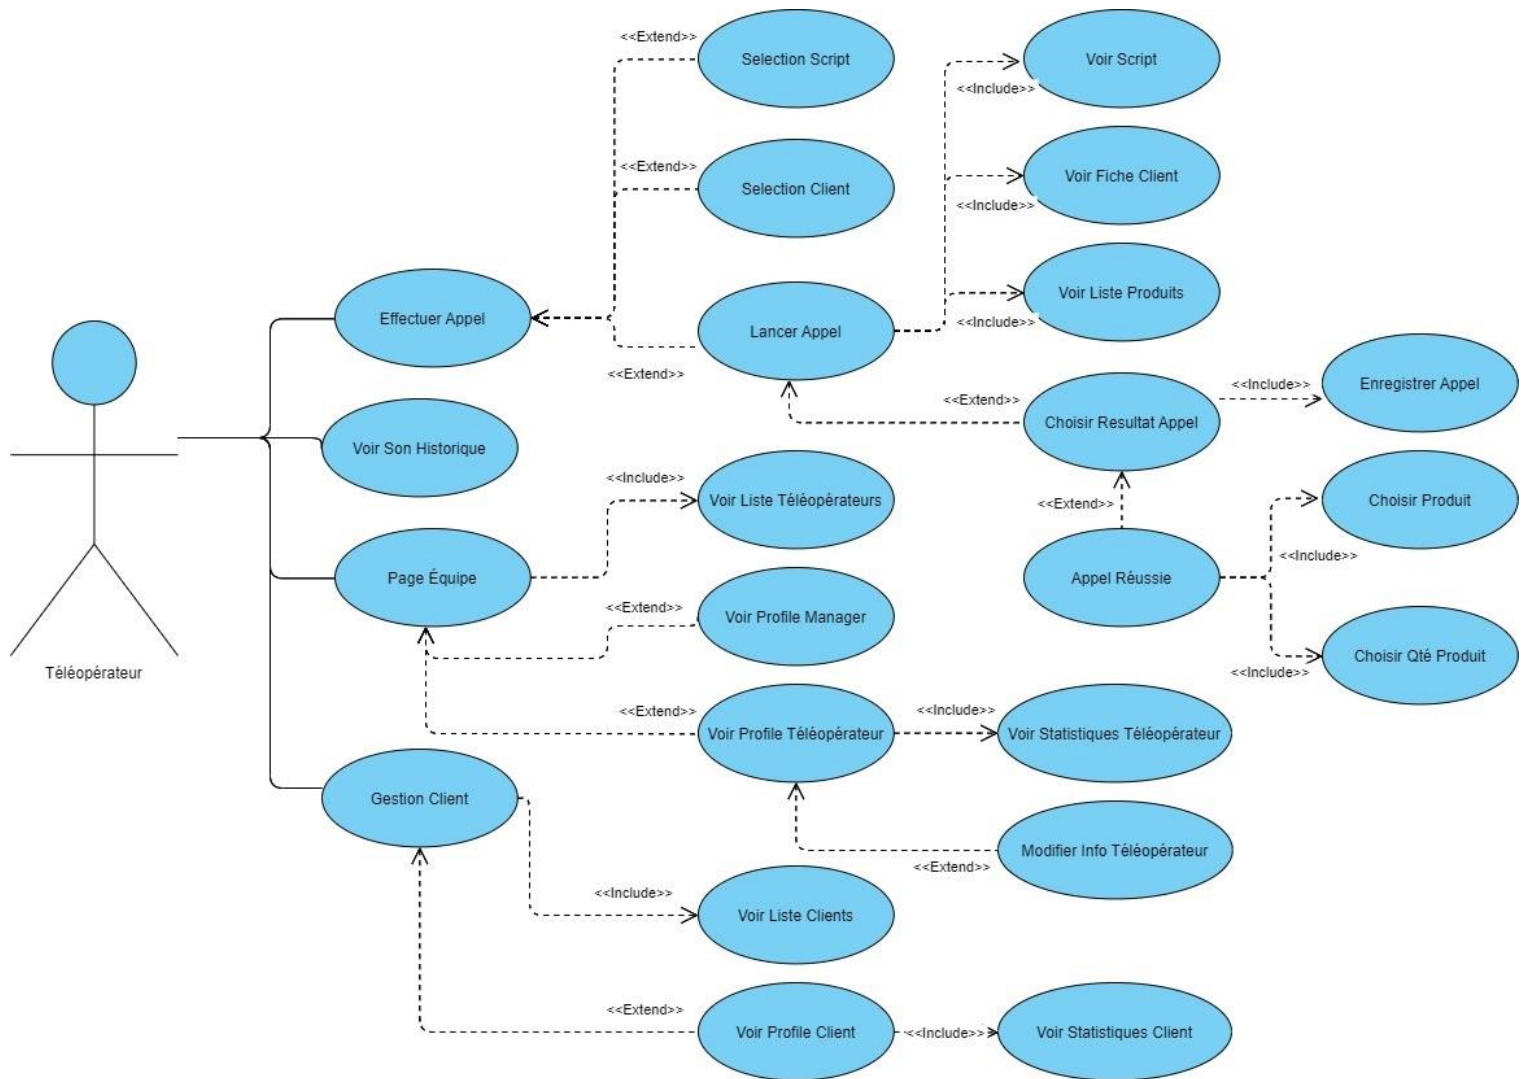 <<Extend>>
Selection Script
Voir Script
<<Include>>
<<Extend>>
Selection Client
Voir Fiche Client
<<Include>>
Effectuer Appel
Voir Liste Produits
<<Include>>
Lancer Appel
<<Extend>>
<<Extend>>
Choisir Resultat Appel
<<Include>>
Enregistrer Appel
Voir Son Historique
<<Include>>
Voir Liste Téléopérateurs
<<Extend>>
Choisir Produit
<<Include>>
Page Équipe
Appel Réussie
<<Extend>>
Voir Profile Manager
Choisir Qté Produit
<<Include>>
Téléopérateur
<<Extend>>
Voir Profile Téléopérateur
<<Include>>
Voir Statistiques Téléopérateur
Gestion Client
Modifier Info Téléopérateur
<<Extend>>
<<Include>>
Voir Liste Clients
<<Extend>>
Voir Profile Client
<<Include>>
Voir Statistiques Client